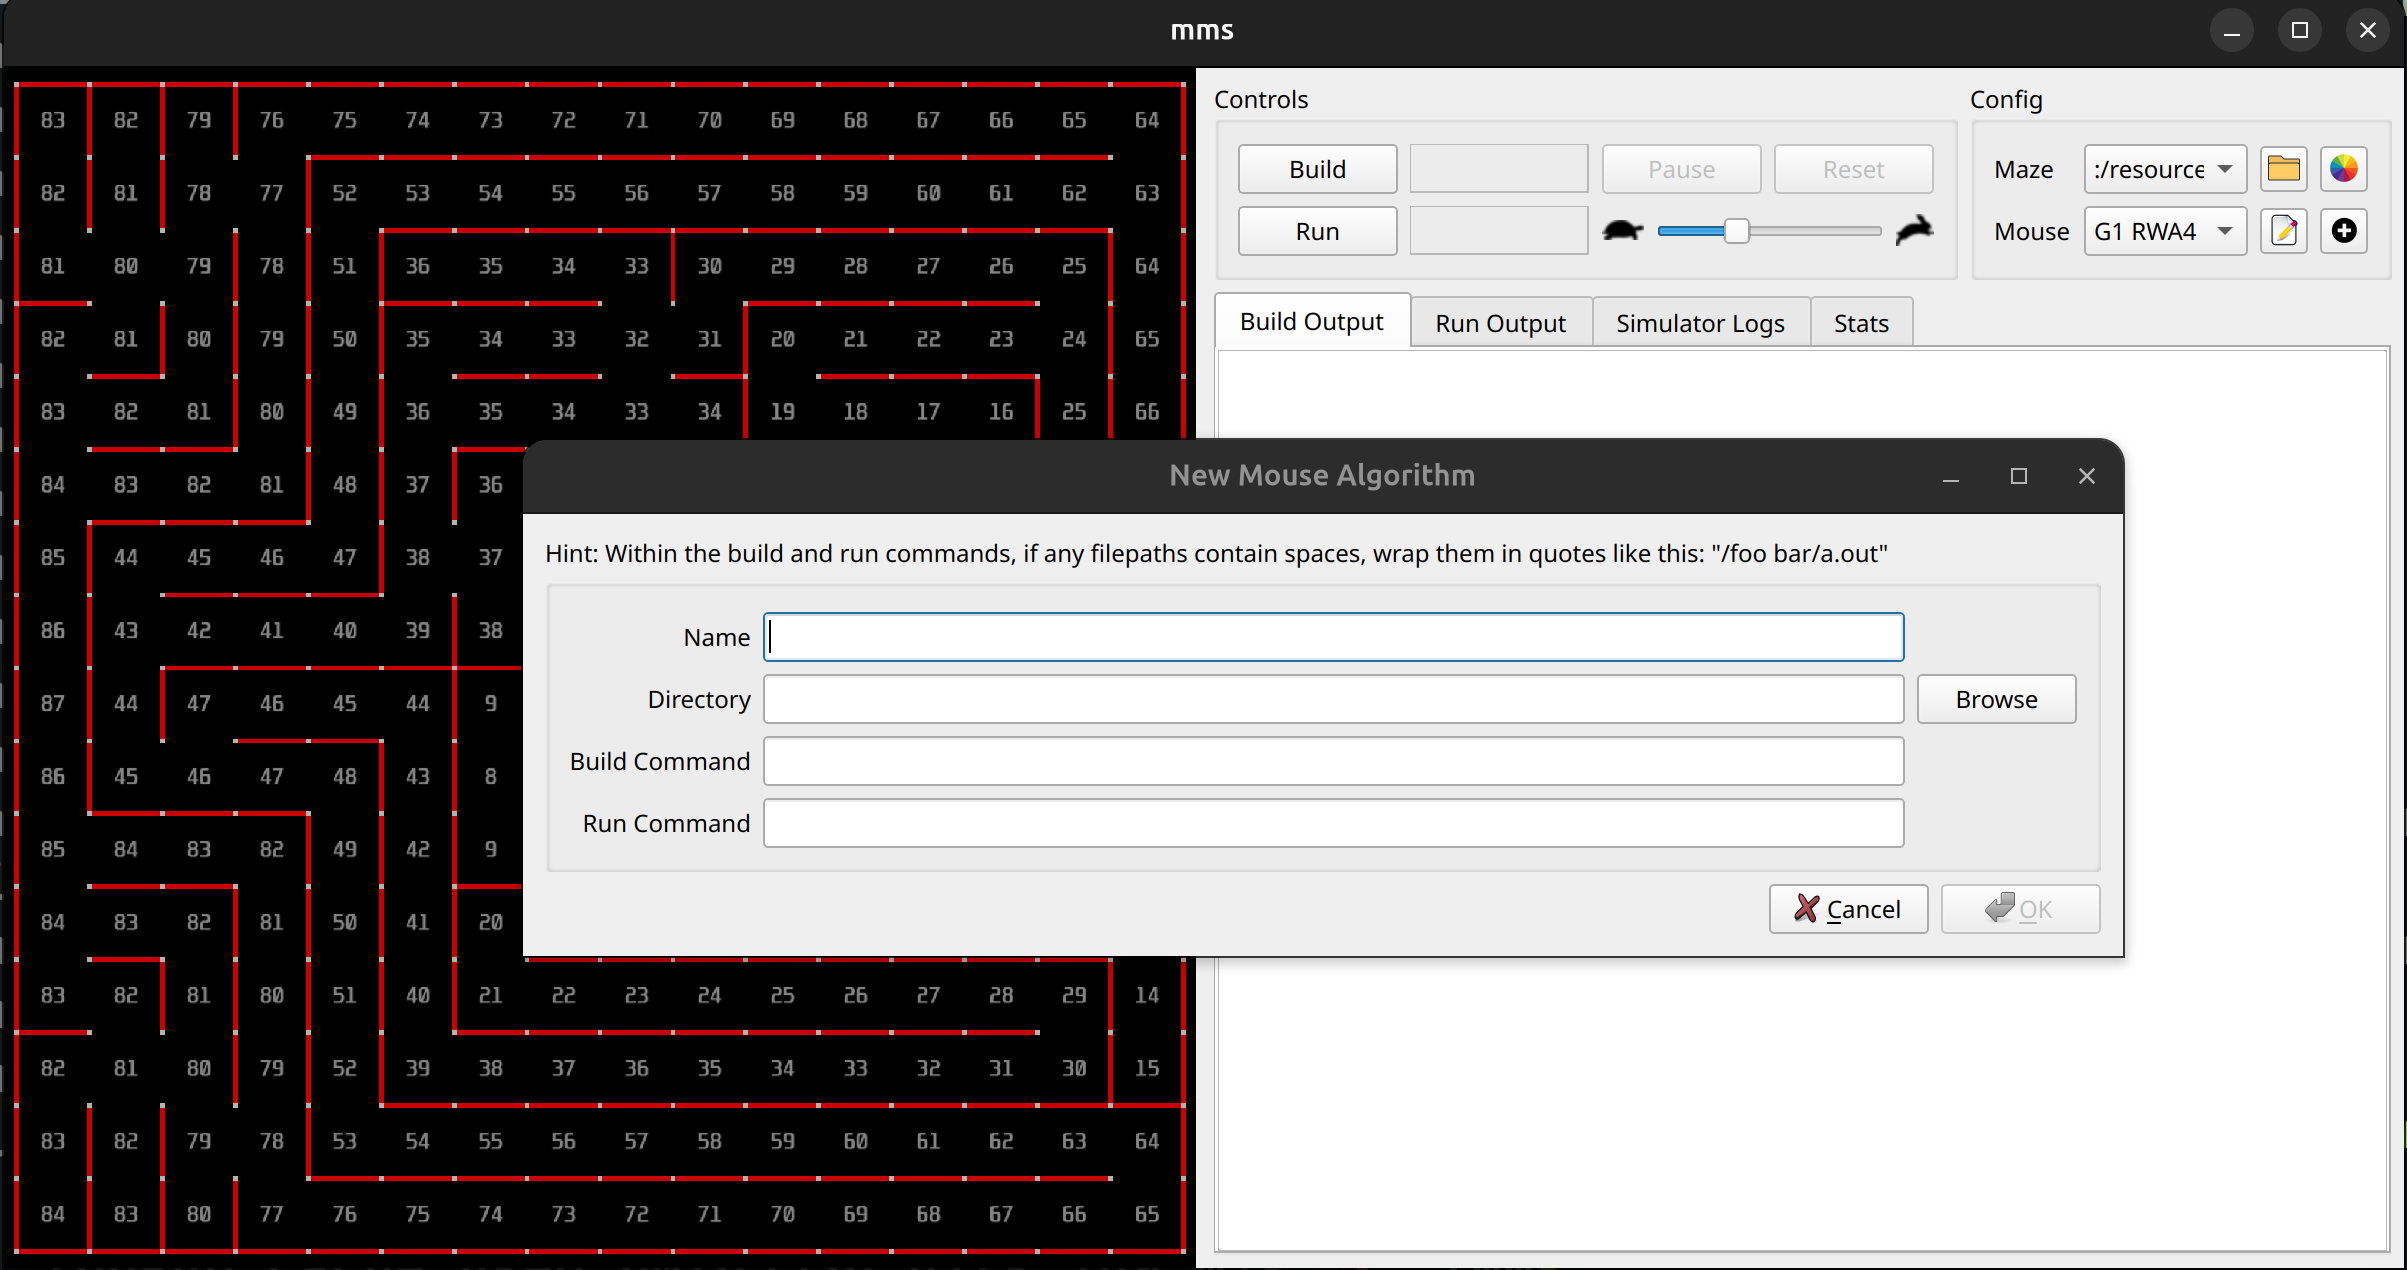 mms
83 82 79 76 75 74 73 72 71 70 69 68 67 66 65 64
82 81 78 77 52 53 54 55 56 57 58 59 60 61 62 63
81 80 79 78 51 36 35 34 33 30 29 28 27 26 25 64
82 81 80 79 50 35 34 33 32 31 20 21 22 23 24 65
83 82 81 80 49 36 35 34 33 34 19 18 17 16 25 66
84 83 82 81 48 37 36
85 44 45 46 47 38 37
86 43 42 41 40 39 38
87 44 47 46 45 44 9
86 45 46 47 48 43 8
85 84 83 82 49 42 9
84 83 82 81 50 41 20
83 82 81 80 51 40 21 22 23 24 25 26 27 28 29 14
82 81 80 79 52 39 38 37 36 35 34 33 32 31 30 15
83 82 79 78 53 54 55 56 57 58 59 60 61 62 63 64
84 83 80 77 76 75 74 73 72 71 70 69 68 67 66 65
Controls
Build Pause Reset
Run
Config
Maze :/resource
Mouse G1 RWA4
Build Output Run Output Simulator Logs Stats
New Mouse Algorithm
Hint: Within the build and run commands, if any filepaths contain spaces, wrap them in quotes like this: "/foo bar/a.out"
Name
Directory Browse
Build Command
Run Command
Cancel OK